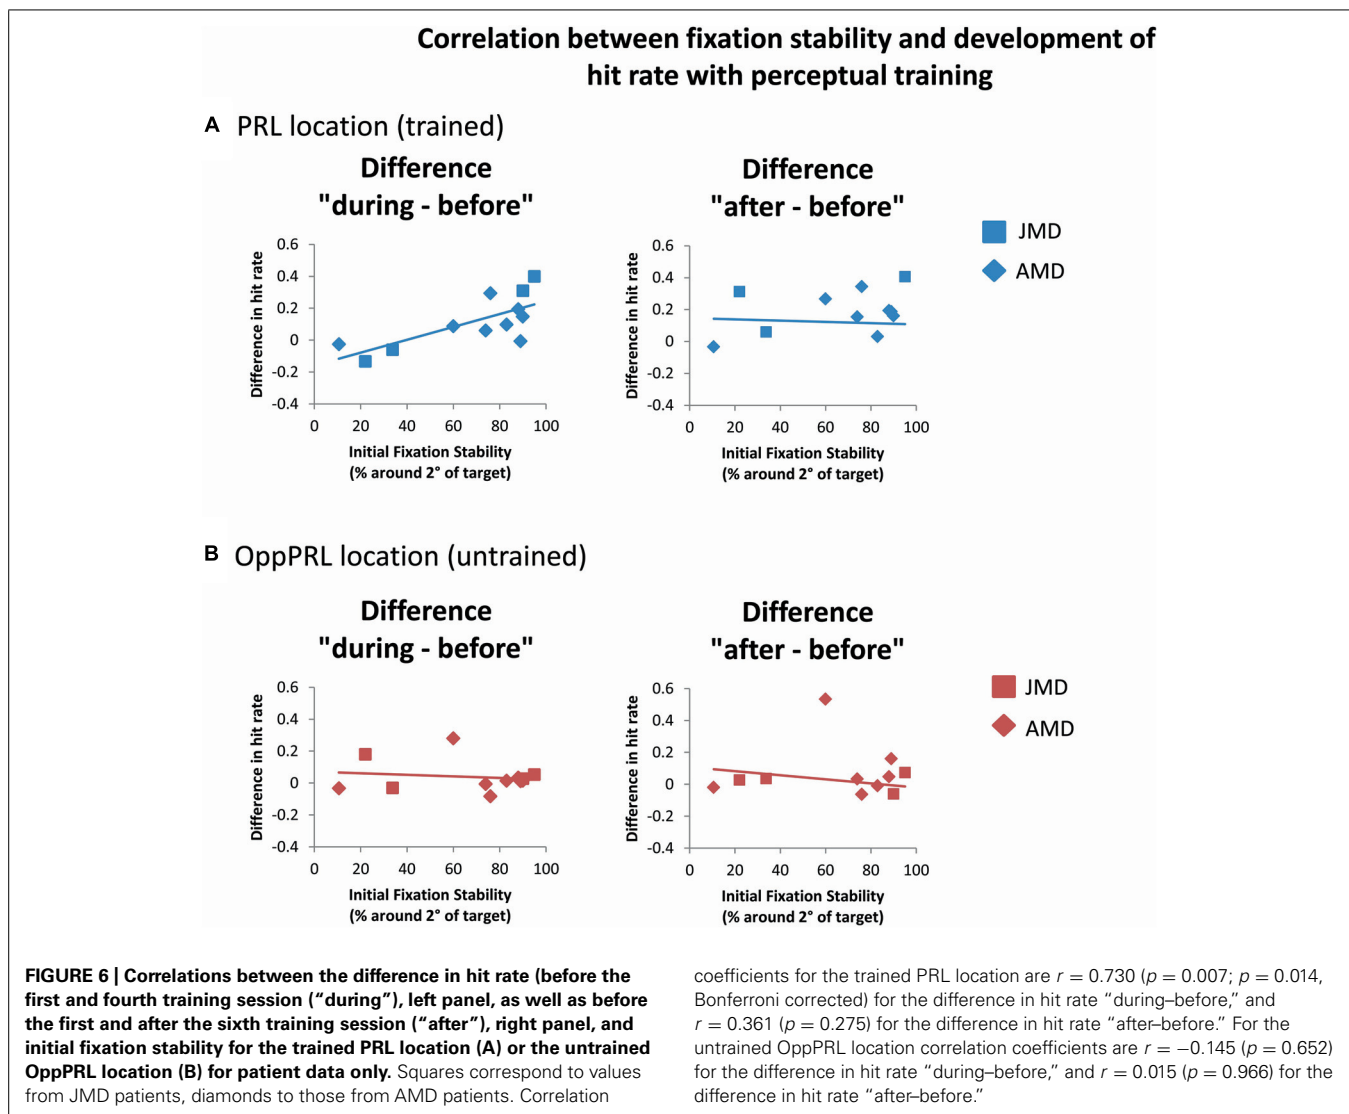 Correlation between fixation stability and development of
hit rate with perceptual training
A PRL location (trained)
Difference
"during - before"
Difference
"after - before"
JMD
AMD
Difference in hit rate
0.6
0.4
0.2
0
-0.2
-0.4
0 20 40 60 80 100
Initial Fixation Stability
(% around 2° of target)
Difference in hit rate
0.6
0.4
0.2
0
-0.2
-0.4
0 20 40 60 80 100
Initial Fixation Stability
(% around 2° of target)
B OppPRL location (untrained)
Difference
"during - before"
Difference
"after - before"
JMD
AMD
Difference in hit rate
0.6
0.4
0.2
0
-0.2
-0.4
0 20 40 60 80 100
Initial Fixation Stability
(% around 2° of target)
Difference in hit rate
0.6
0.4
0.2
0
-0.2
-0.4
0 20 40 60 80 100
Initial Fixation Stability
(% around 2° of target)
FIGURE 6 | Correlations between the difference in hit rate (before the
first and fourth training session (“during”), left panel, as well as before
the first and after the sixth training session (“after”), right panel, and
initial fixation stability for the trained PRL location (A) or the untrained
OppPRL location (B) for patient data only. Squares correspond to values
from JMD patients, diamonds to those from AMD patients. Correlation
coefficients for the trained PRL location are r = 0.730 (p = 0.007; p = 0.014,
Bonferroni corrected) for the difference in hit rate “during–before,” and
r = 0.361 (p = 0.275) for the difference in hit rate “after–before.” For the
untrained OppPRL location correlation coefficients are r = −0.145 (p = 0.652)
for the difference in hit rate “during–before,” and r = 0.015 (p = 0.966) for the
difference in hit rate “after–before.”